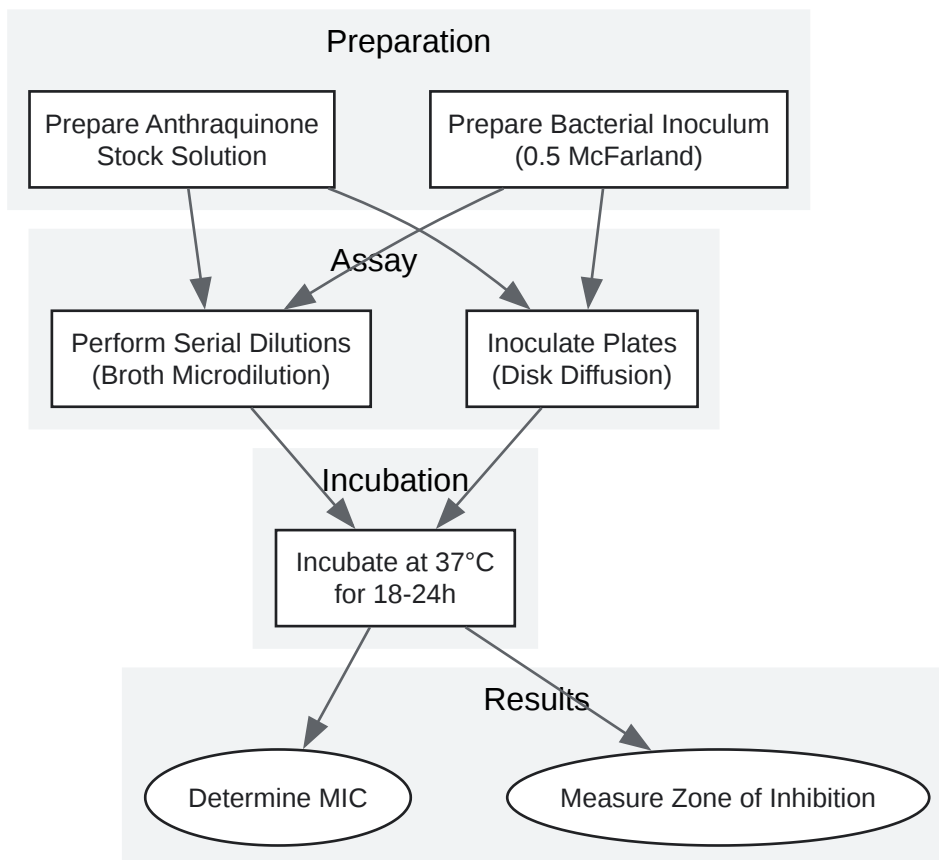 Preparation
Prepare Anthraquinone
Stock Solution
Prepare Bacterial Inoculum
(0.5 McFarland)
Assay
Perform Serial Dilutions
(Broth Microdilution)
Inoculate Plates
(Disk Diffusion)
Incubation
Incubate at 37°C
for 18-24h
Results
Determine MIC
Measure Zone of Inhibition